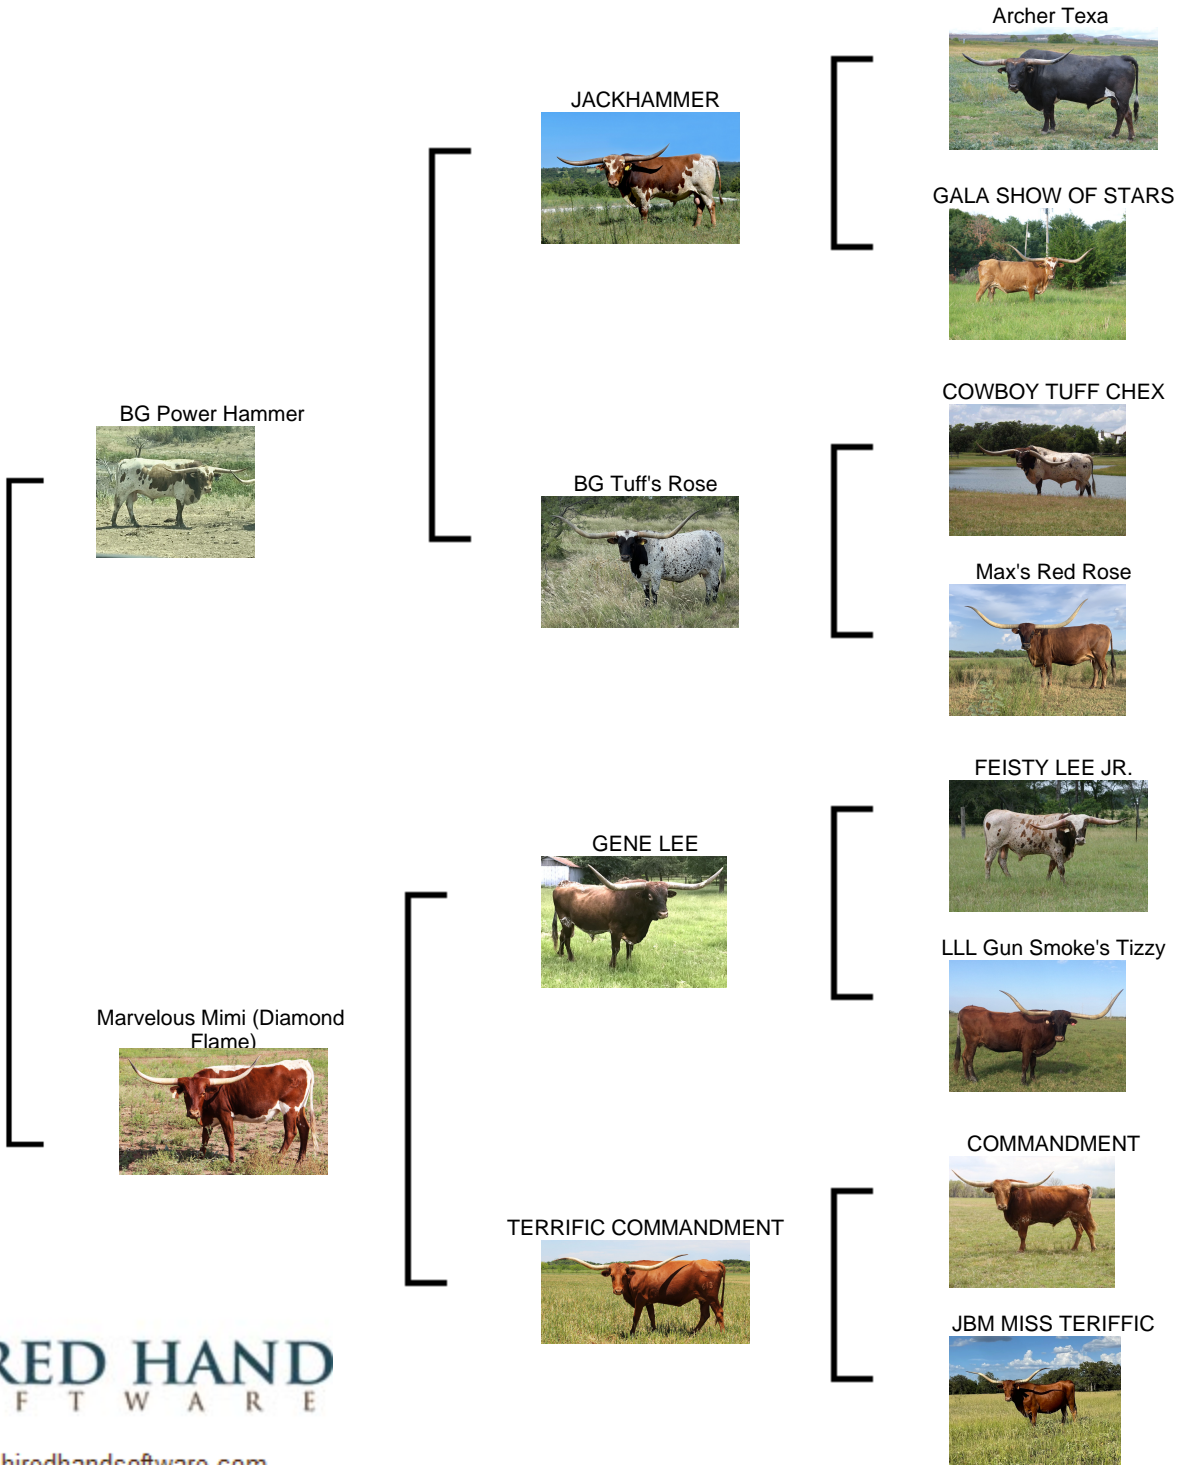 Archer Texa
JACKHAMMER
GALA SHOW OF STARS
COWBOY TUFF CHEX
BG Power Hammer
BG Tuff's Rose
Max's Red Rose
FEISTY LEE JR.
GENE LEE
LLL Gun Smoke's Tizzy
Marvelous Mimi (Diamond
Flame)
COMMANDMENT
TERRIFIC COMMANDMENT
JBM MISS TERIFFIC
RED HAND
F T W A R E
hiredhandsoftware.com